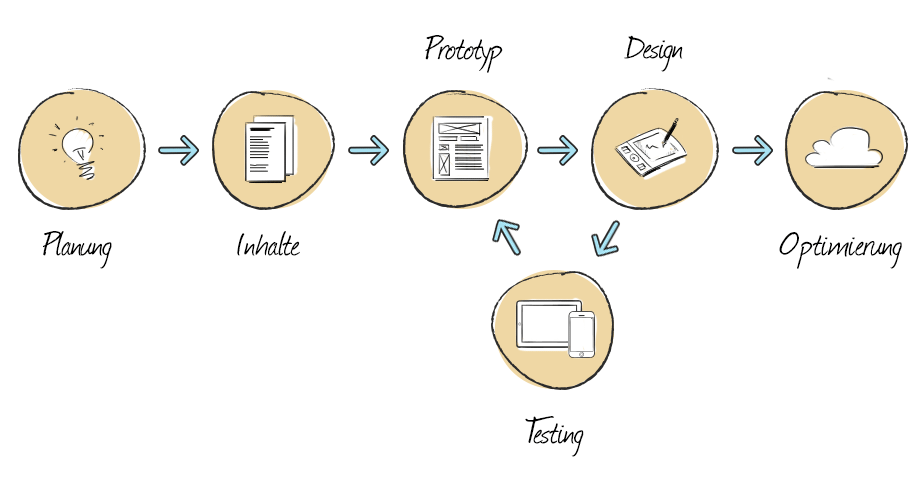 Prototyp
Design
Planung
Inhalte
Optimierung
Testing